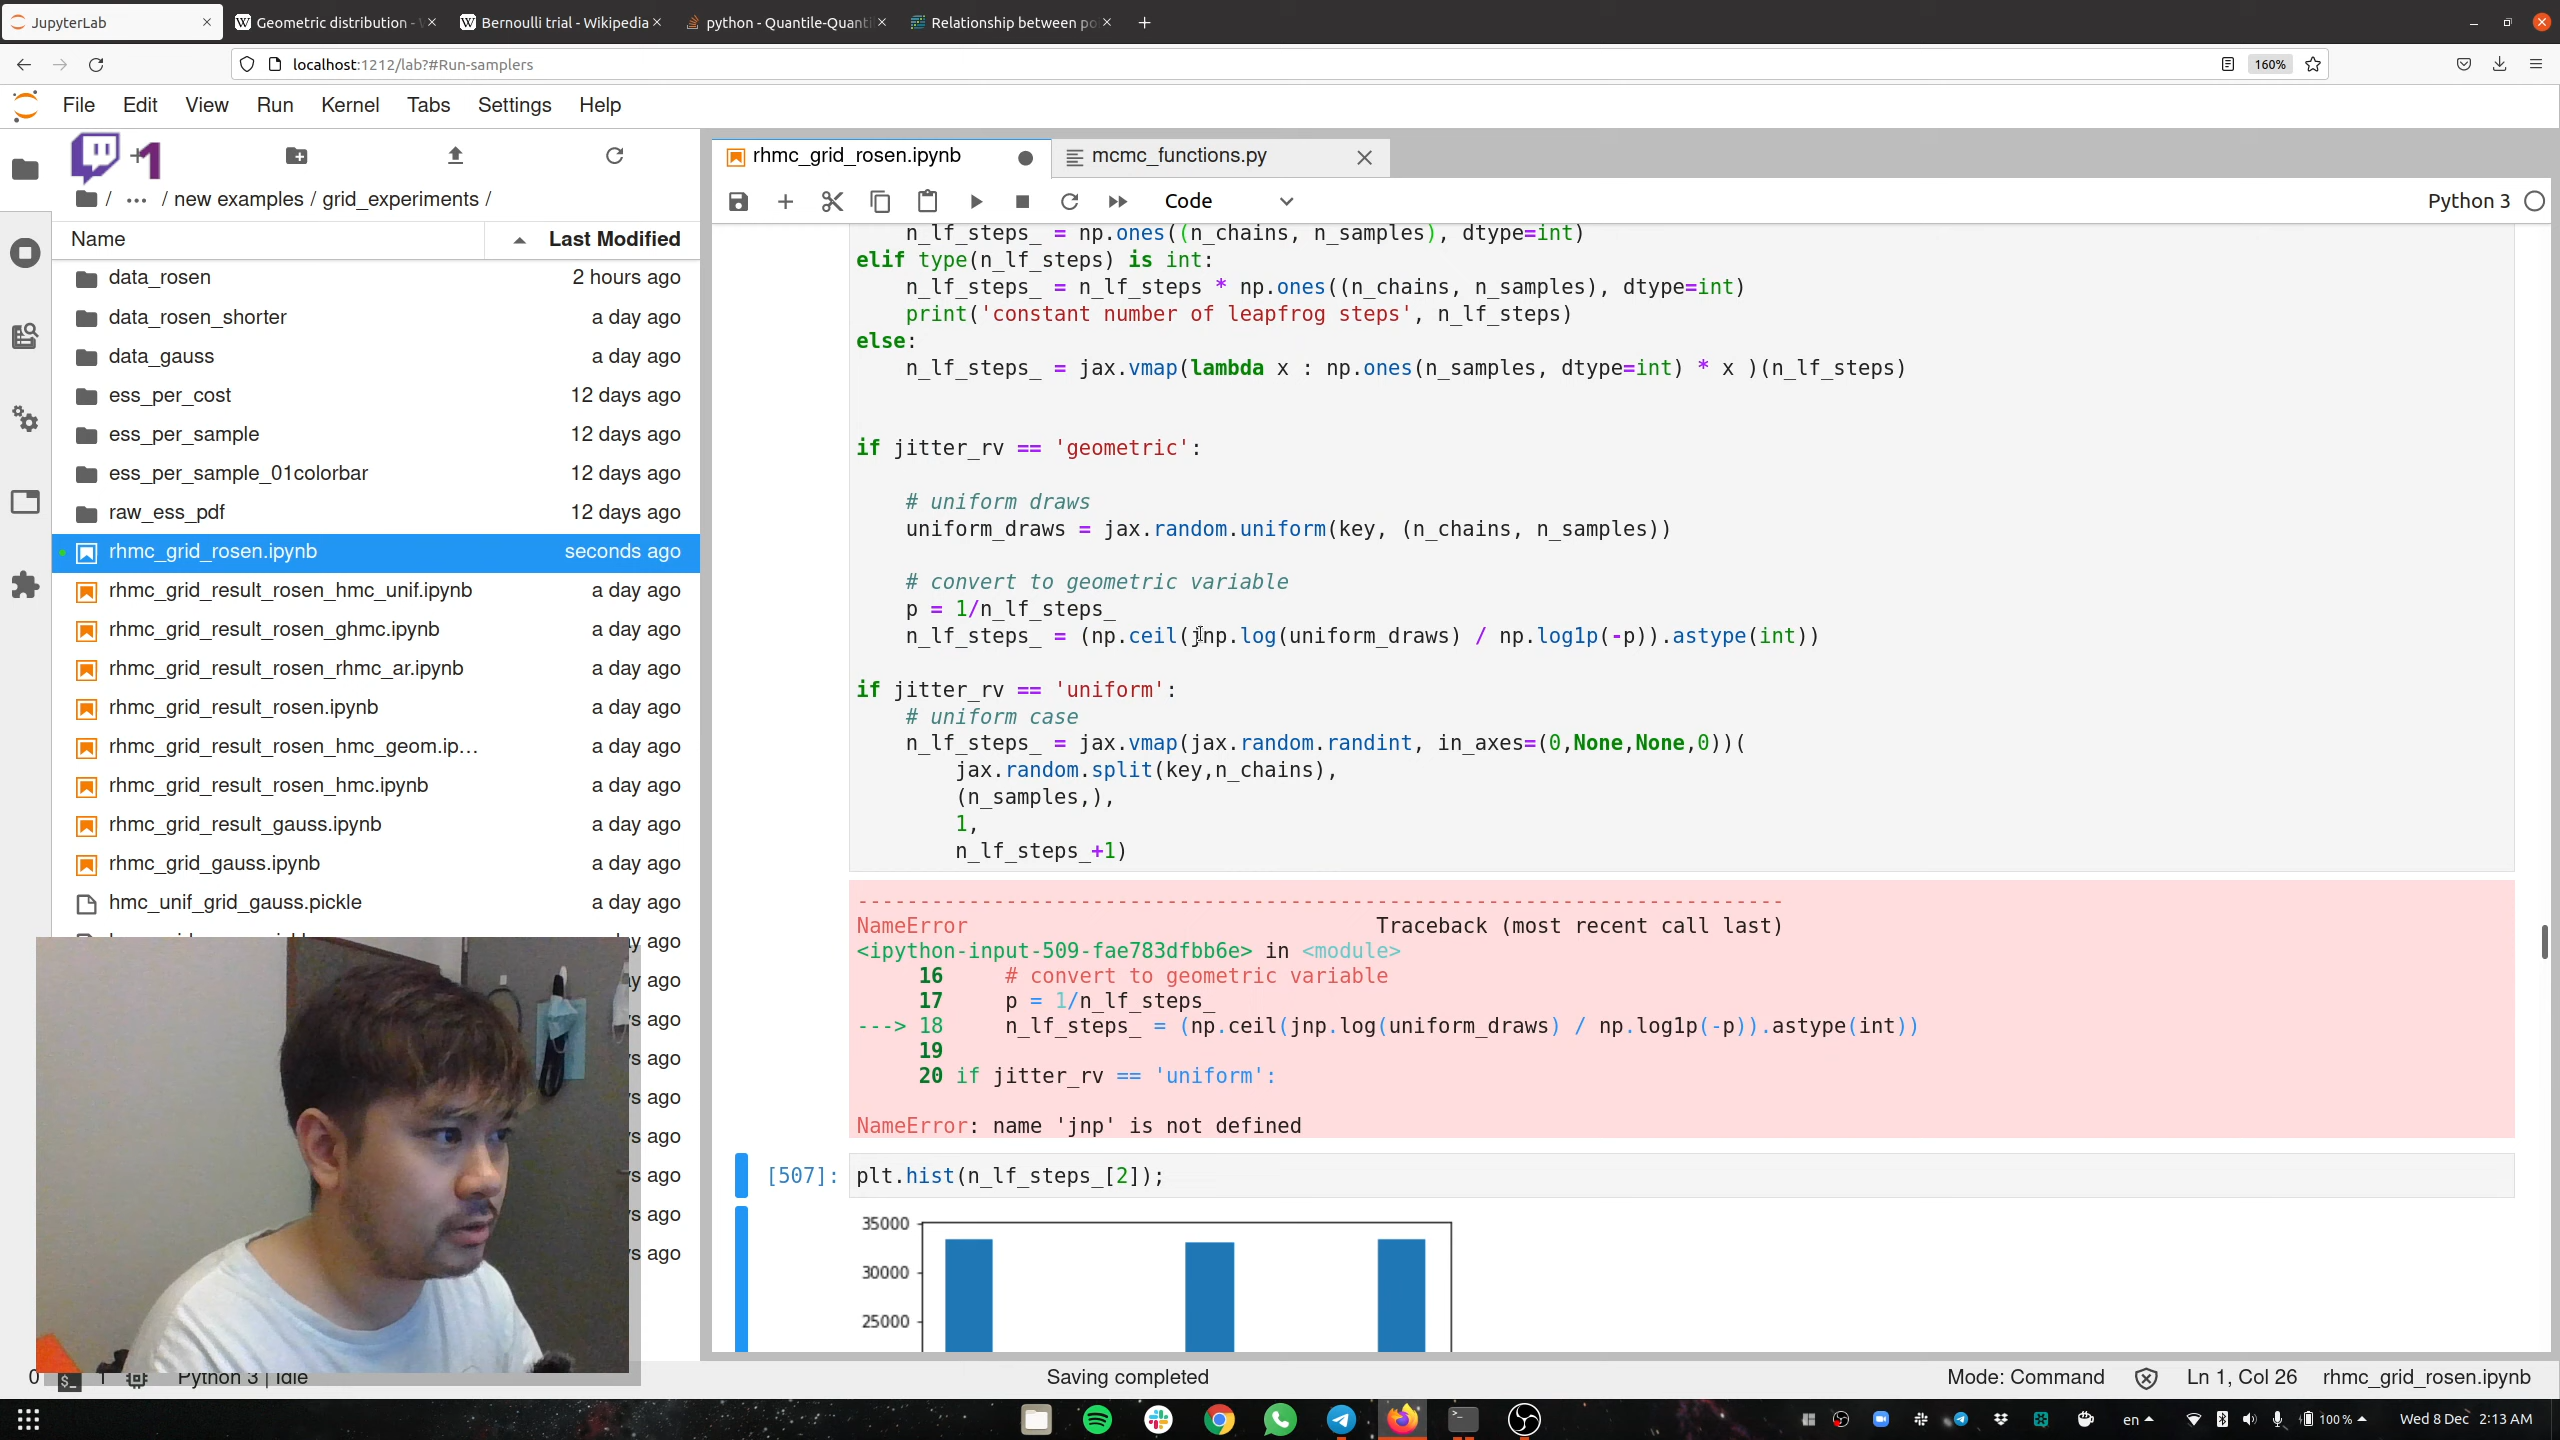 JupyterLab
Geometric distribution -
Bernoulli trial - Wikipedia
python - Quantile-Quanti
Relationship between po
localhost:1212/lab?#Run-samplers
160%
File Edit View Run Kernel Tabs Settings Help
1
rhmc_grid_rosen.ipynb
mcmc_functions.py
/ ... / new examples / grid_experiments /
Code
Python 3
Name Last Modified
data_rosen 2 hours ago
data_rosen_shorter a day ago
data_gauss a day ago
ess_per_cost 12 days ago
ess_per_sample 12 days ago
ess_per_sample_01colorbar 12 days ago
raw_ess_pdf 12 days ago
rhmc_grid_rosen.ipynb seconds ago
rhmc_grid_result_rosen_hmc_unif.ipynb a day ago
rhmc_grid_result_rosen_ghmc.ipynb a day ago
rhmc_grid_result_rosen_rhmc_ar.ipynb a day ago
rhmc_grid_result_rosen.ipynb a day ago
rhmc_grid_result_rosen_hmc_geom.ip... a day ago
rhmc_grid_result_rosen_hmc.ipynb a day ago
rhmc_grid_result_gauss.ipynb a day ago
rhmc_grid_gauss.ipynb a day ago
hmc_unif_grid_gauss.pickle a day ago
ago
ago
ago
ago
ago
ago
ago
ago
ago
n_lf_steps_ = np.ones((n_chains, n_samples), dtype=int)
elif type(n_lf_steps) is int:
n_lf_steps_ = n_lf_steps * np.ones((n_chains, n_samples), dtype=int)
print('constant number of leapfrog steps', n_lf_steps)
else:
n_lf_steps_ = jax.vmap(lambda x : np.ones(n_samples, dtype=int) * x )(n_lf_steps)
if jitter_rv == 'geometric':
# uniform draws
uniform_draws = jax.random.uniform(key, (n_chains, n_samples))
# convert to geometric variable
p = 1/n_lf_steps_
n_lf_steps_ = (np.ceil(jnp.log(uniform_draws) / np.log1p(-p)).astype(int))
if jitter_rv == 'uniform':
# uniform case
n_lf_steps_ = jax.vmap(jax.random.randint, in_axes=(0,None,None,0))(
jax.random.split(key,n_chains),
(n_samples,),
1,
n_lf_steps_+1)
---------------------------------------------------------------------------
NameError Traceback (most recent call last)
<ipython-input-509-fae783dfbb6e> in <module>
16 # convert to geometric variable
17 p = 1/n_lf_steps_
---> 18 n_lf_steps_ = (np.ceil(jnp.log(uniform_draws) / np.log1p(-p)).astype(int))
19
20 if jitter_rv == 'uniform':
NameError: name 'jnp' is not defined
[507]: plt.hist(n_lf_steps_[2]);
35000
30000
25000
0 1 Python 3 | Idle
Saving completed
Mode: Command
Ln 1, Col 26
rhmc_grid_rosen.ipynb
en
100 %
Wed 8 Dec 2:13 AM